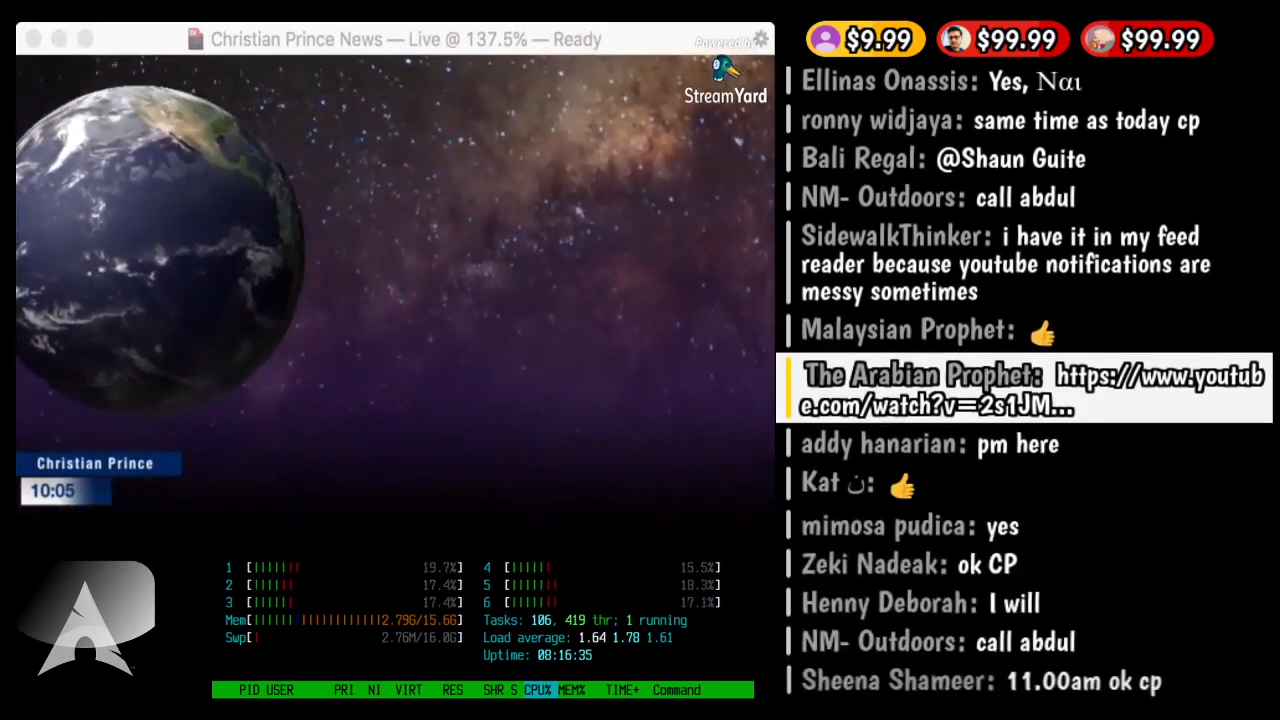 Christian Prince News — Live @ 137.5% — Ready
Powered by
StreamYard
Christian Prince
10:05
$9.99 $99.99 $99.99
Ellinas Onassis: Yes, Ναι
ronny widjaya: same time as today cp
Bali Regal: @Shaun Guite
NM- Outdoors: call abdul
SidewalkThinker: i have it in my feed
reader because youtube notifications are
messy sometimes
Malaysian Prophet: 👍
The Arabian Prophet: https://www.youtub
e.com/watch?v=2s1JM...
addy hanarian: pm here
Kat ن: 👍
mimosa pudica: yes
Zeki Nadeak: ok CP
Henny Deborah: I will
NM- Outdoors: call abdul
Sheena Shameer: 11.00am ok cp
1 [|||||||| 19.7%] 4 [|||||| 15.5%]
2 [||||||| 17.4%] 5 [||||||| 18.3%]
3 [||||||| 17.4%] 6 [||||||| 17.1%]
Mem[||||||||||||||||||||||2.79G/15.6G] Tasks: 106, 419 thr; 1 running
Swp[| 2.76M/16.0G] Load average: 1.64 1.78 1.61
Uptime: 08:16:35
PID USER PRI NI VIRT RES SHR S CPU% MEM% TIME+ Command